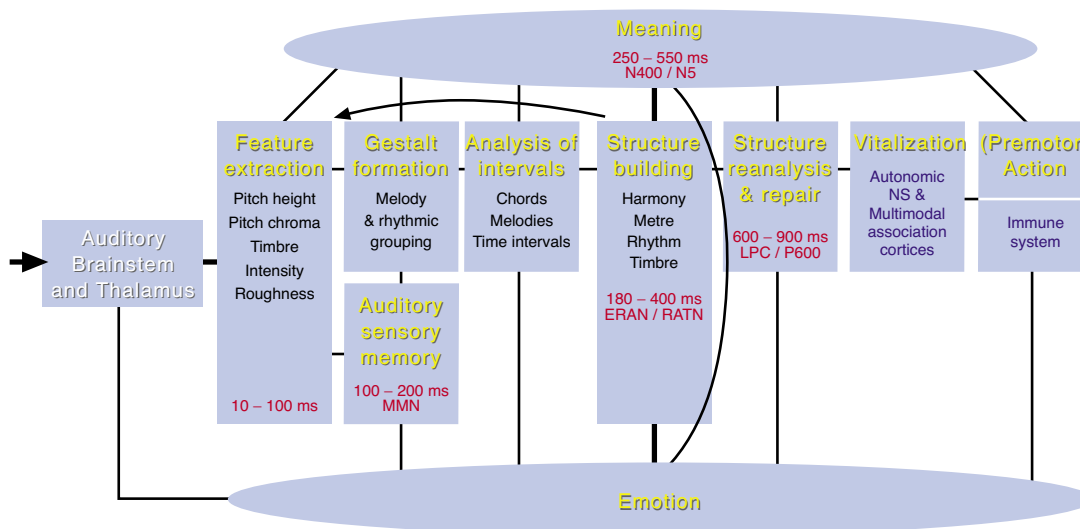 Meaning
250 – 550 ms
N400 / N5
Feature
extraction
Pitch height
Pitch chroma
Timbre
Intensity
Roughness
10 – 100 ms
Gestalt
formation
Melody
& rhythmic
grouping
Auditory
sensory
memory
100 – 200 ms
MMN
Analysis of
intervals
Chords
Melodies
Time intervals
Structure
building
Harmony
Metre
Rhythm
Timbre
180 – 400 ms
ERAN / RATN
Structure
reanalysis
& repair
600 – 900 ms
LPC / P600
Vitalization
Autonomic
NS &
Multimodal
association
cortices
(Premotor)
Action
Immune
system
Auditory
Brainstem
and Thalamus
Emotion